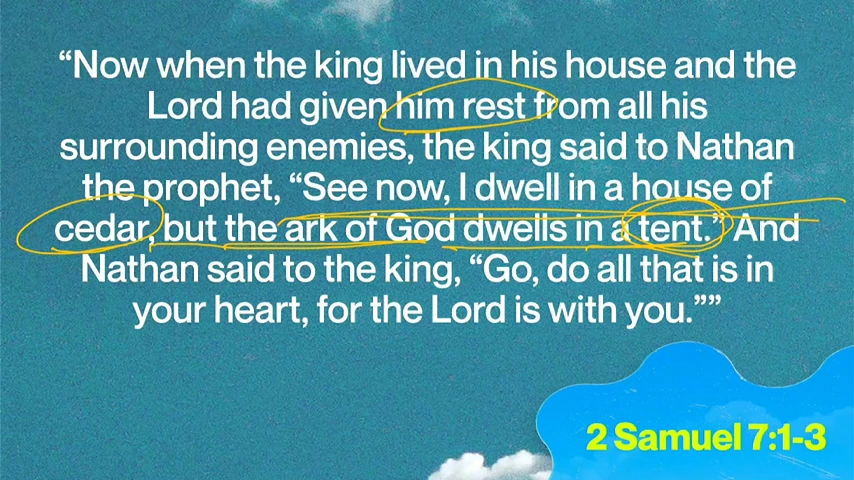 “Now when the king lived in his house and the
Lord had given him rest from all his
surrounding enemies, the king said to Nathan
the prophet, “See now, I dwell in a house of
cedar, but the ark of God dwells in a tent.” And
Nathan said to the king, “Go, do all that is in
your heart, for the Lord is with you.””
2 Samuel 7:1-3